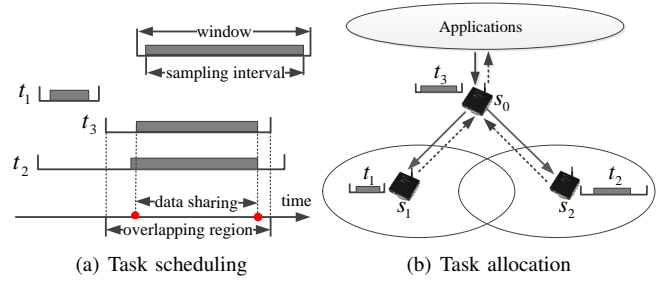 window
sampling interval
t1
t3
t2
data sharing
time
overlapping region
(a) Task scheduling
Applications
t3
s0
t1
s1
t2
s2
(b) Task allocation